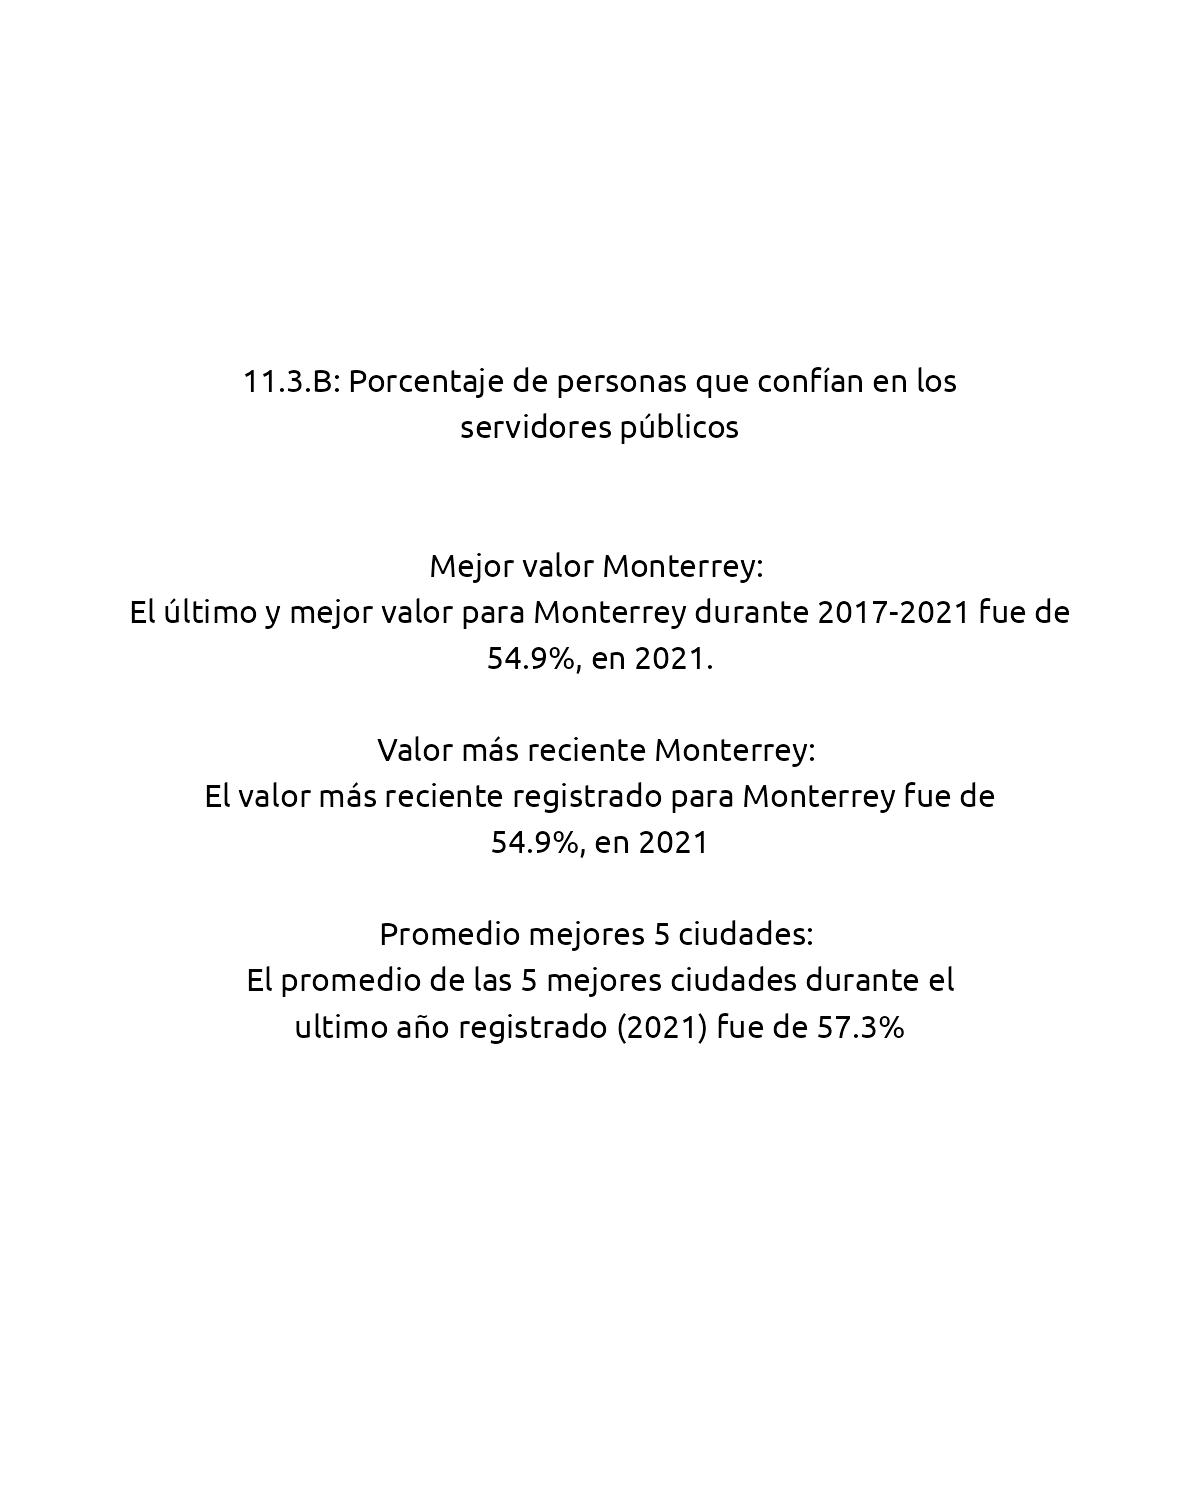 11.3.B: Porcentaje de personas que confían en los
servidores públicos
Mejor valor Monterrey:
El último y mejor valor para Monterrey durante 2017-2021 fue de
54.9%, en 2021.
Valor más reciente Monterrey:
El valor más reciente registrado para Monterrey fue de
54.9%, en 2021
Promedio mejores 5 ciudades:
El promedio de las 5 mejores ciudades durante el
ultimo año registrado (2021) fue de 57.3%